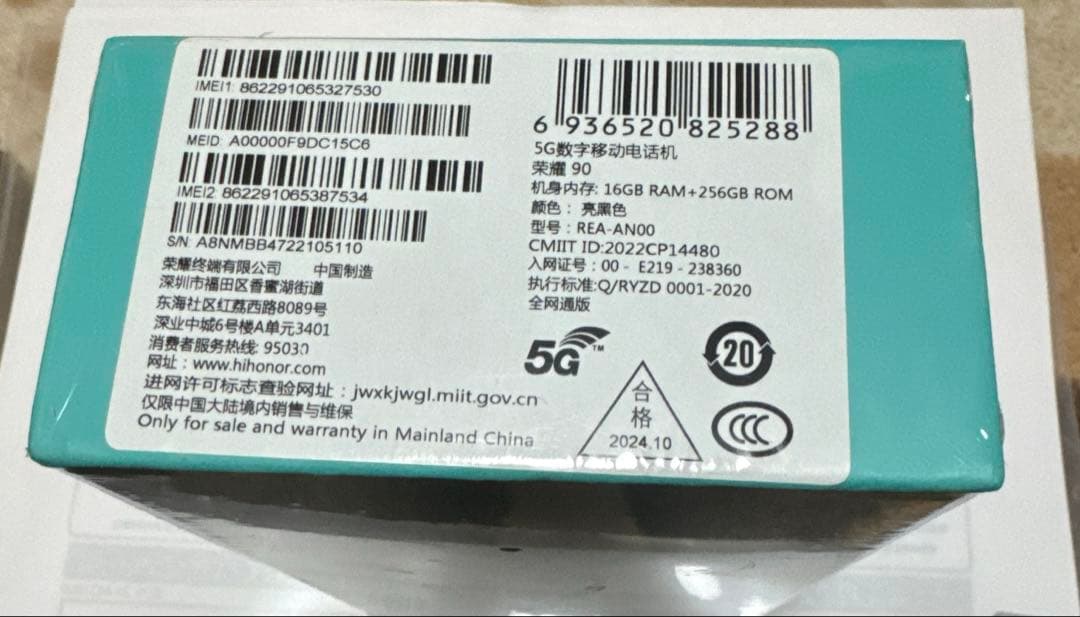 IMEI1: 862291065327530
MEID: A00000F9DC15C6
IMEI2: 862291065387534
S/N: A8NMBB4722105110
荣耀终端有限公司 中国制造
深圳市福田区香蜜湖街道
东海社区红荔西路8089号
深业中城6号楼A单元3401
消费者服务热线: 95030
网址：www.hihonor.com
进网许可标志查验网址：jwxkjwgl.miit.gov.cn
仅限中国大陆境内销售与维保
Only for sale and warranty in Mainland China
6 936520 825288
5G数字移动电话机
荣耀 90
机身内存: 16GB RAM+256GB ROM
颜色： 亮黑色
型号：REA-AN00
CMIIT ID:2022CP14480
入网证号：00 - E219 - 238360
执行标准:Q/RYZD 0001-2020
全网通版
5G™
20
合
格
2024.10
CCC